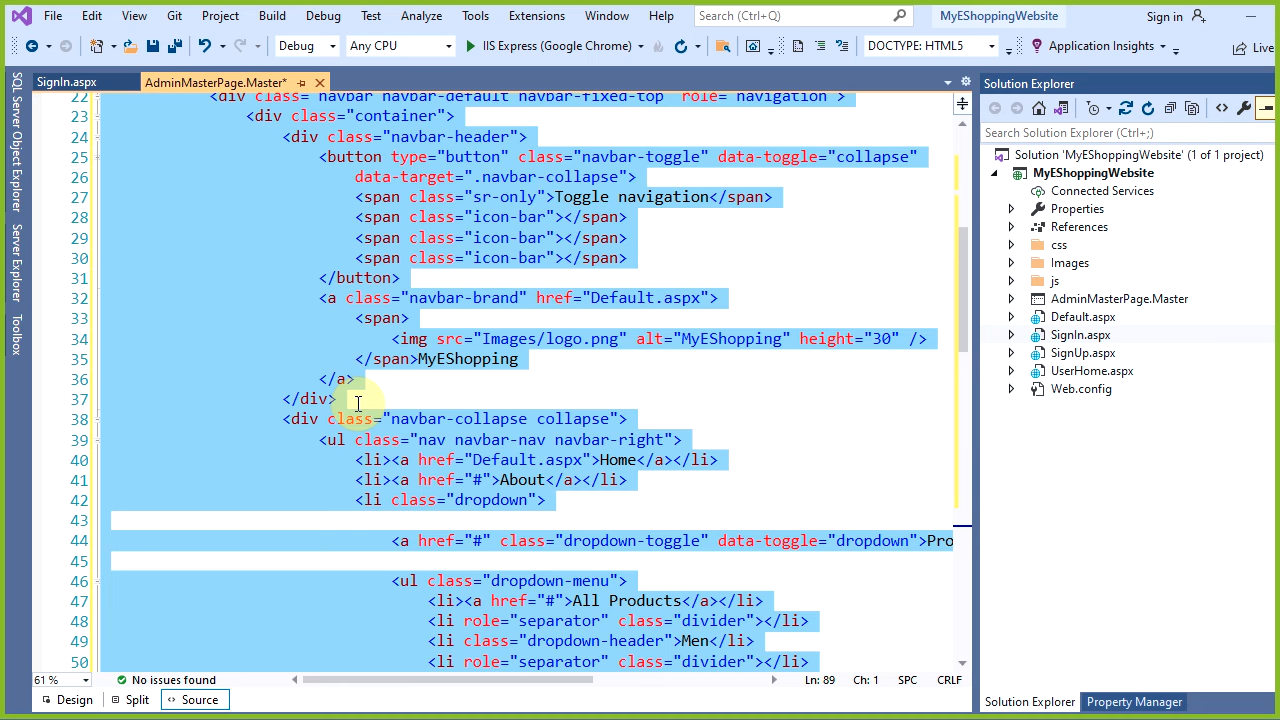 File Edit View Git Project Build Debug Test Analyze Tools Extensions Window Help Search (Ctrl+Q) MyEShoppingWebsite Sign in
Debug Any CPU IIS Express (Google Chrome) DOCTYPE: HTML5 Application Insights Live
SignIn.aspx AdminMasterPage.Master*
22 <div class="navbar navbar-default navbar-fixed-top" role="navigation">
23 <div class="container">
24 <div class="navbar-header">
25 <button type="button" class="navbar-toggle" data-toggle="collapse"
26 data-target=".navbar-collapse">
27 <span class="sr-only">Toggle navigation</span>
28 <span class="icon-bar"></span>
29 <span class="icon-bar"></span>
30 <span class="icon-bar"></span>
31 </button>
32 <a class="navbar-brand" href="Default.aspx">
33 <span>
34 <img src="Images/logo.png" alt="MyEShopping" height="30" />
35 </span>MyEShopping
36 </a>
37 </div>
38 <div class="navbar-collapse collapse">
39 <ul class="nav navbar-nav navbar-right">
40 <li><a href="Default.aspx">Home</a></li>
41 <li><a href="#">About</a></li>
42 <li class="dropdown">
43
44 <a href="#" class="dropdown-toggle" data-toggle="dropdown">Pro
45
46 <ul class="dropdown-menu">
47 <li><a href="#">All Products</a></li>
48 <li role="separator" class="divider"></li>
49 <li class="dropdown-header">Men</li>
50 <li role="separator" class="divider"></li>
61 % No issues found Ln: 89 Ch: 1 SPC CRLF
Design Split Source
SQL Server Object Explorer
Server Explorer
Toolbox
Solution Explorer
Search Solution Explorer (Ctrl+;)
Solution 'MyEShoppingWebsite' (1 of 1 project)
MyEShoppingWebsite
Connected Services
Properties
References
css
Images
js
AdminMasterPage.Master
Default.aspx
SignIn.aspx
SignUp.aspx
UserHome.aspx
Web.config
Solution Explorer Property Manager